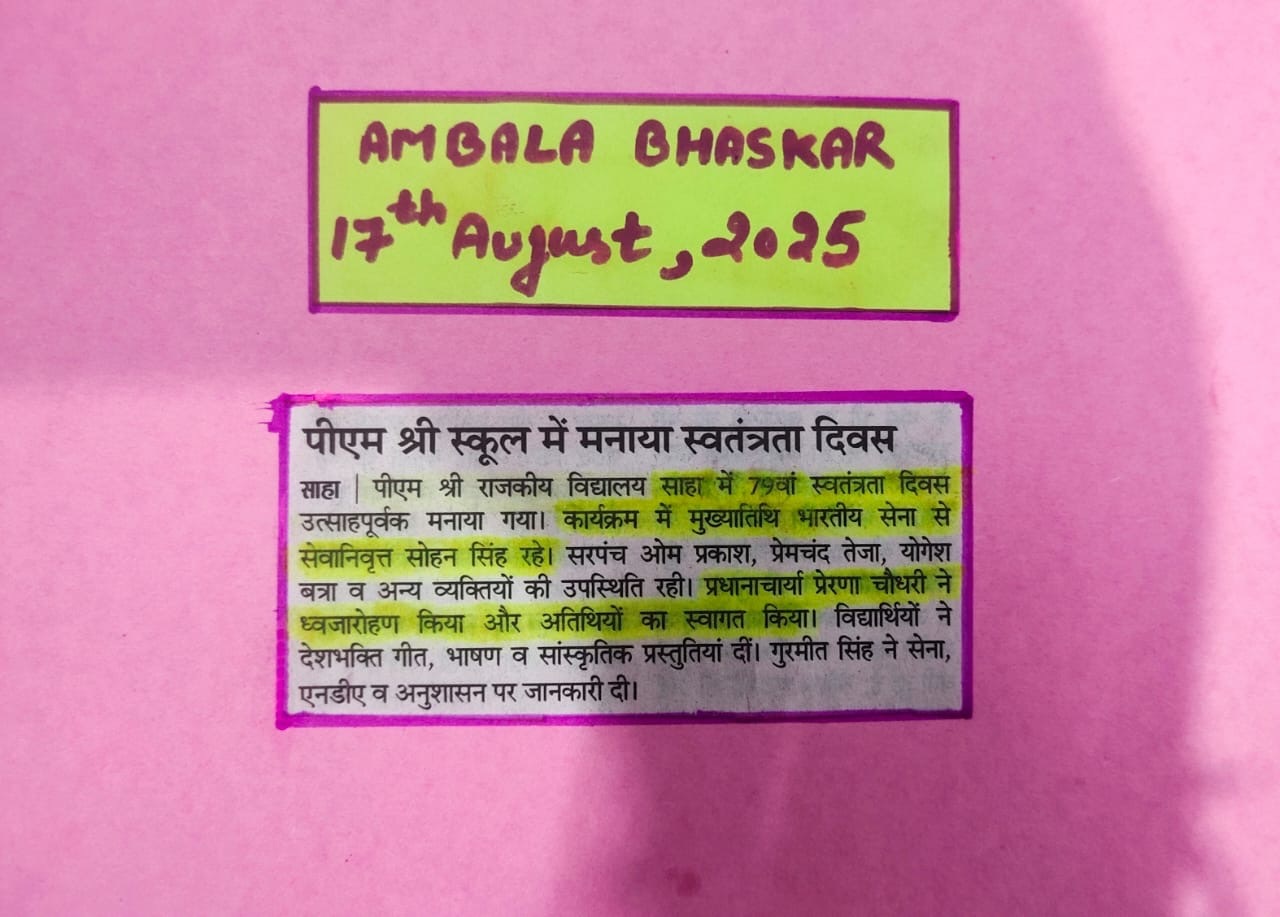 AMBALA BHASKAR
17th August, 2025
पीएम श्री स्कूल में मनाया स्वतंत्रता दिवस
साहा | पीएम श्री राजकीय विद्यालय साहा में 79वां स्वतंत्रता दिवस
उत्साहपूर्वक मनाया गया। कार्यक्रम में मुख्यातिथि भारतीय सेना से
सेवानिवृत्त सोहन सिंह रहे। सरपंच ओम प्रकाश, प्रेमचंद तेजा, योगेश
बत्रा व अन्य व्यक्तियों की उपस्थिति रही। प्रधानाचार्या प्रेरणा चौधरी ने
ध्वजारोहण किया और अतिथियों का स्वागत किया। विद्यार्थियों ने
देशभक्ति गीत, भाषण व सांस्कृतिक प्रस्तुतियां दीं। गुरमीत सिंह ने सेना,
एनडीए व अनुशासन पर जानकारी दी।